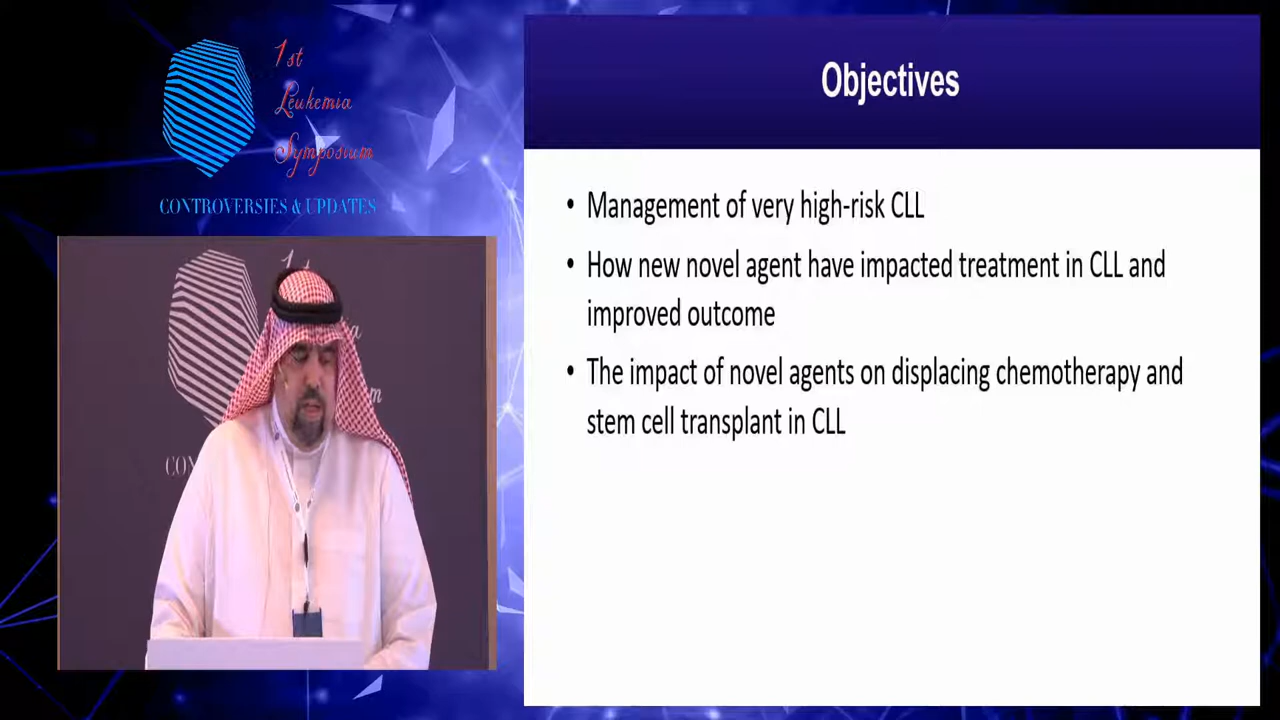 1st
Leukemia
Symposium
CONTROVERSIES & UPDATES
Objectives
• Management of very high-risk CLL
• How new novel agent have impacted treatment in CLL and
improved outcome
• The impact of novel agents on displacing chemotherapy and
stem cell transplant in CLL
1st
CON